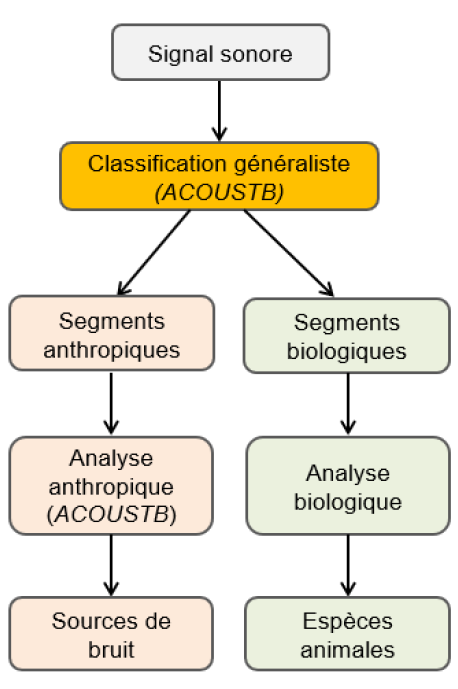 Signal sonore
Classification généraliste
(ACOUSTB)
Segments
anthropiques
Segments
biologiques
Analyse
anthropique
(ACOUSTB)
Analyse
biologique
Sources de
bruit
Espèces
animales